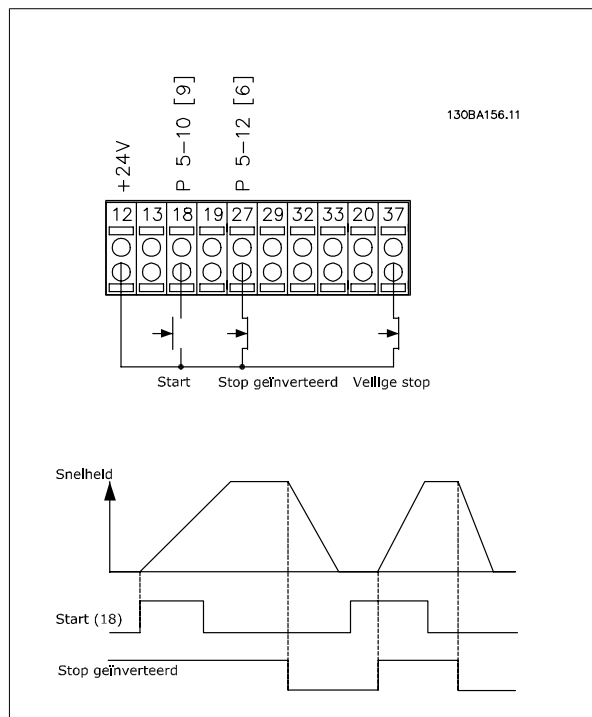 130BA156.11
+24V
P 5-10 [9]
P 5-12 [6]
12 13 18 19 27 29 32 33 20 37
Start Stop geïnverteerd Veilige stop
Snelheld
Start (18)
Stop geïnverteerd